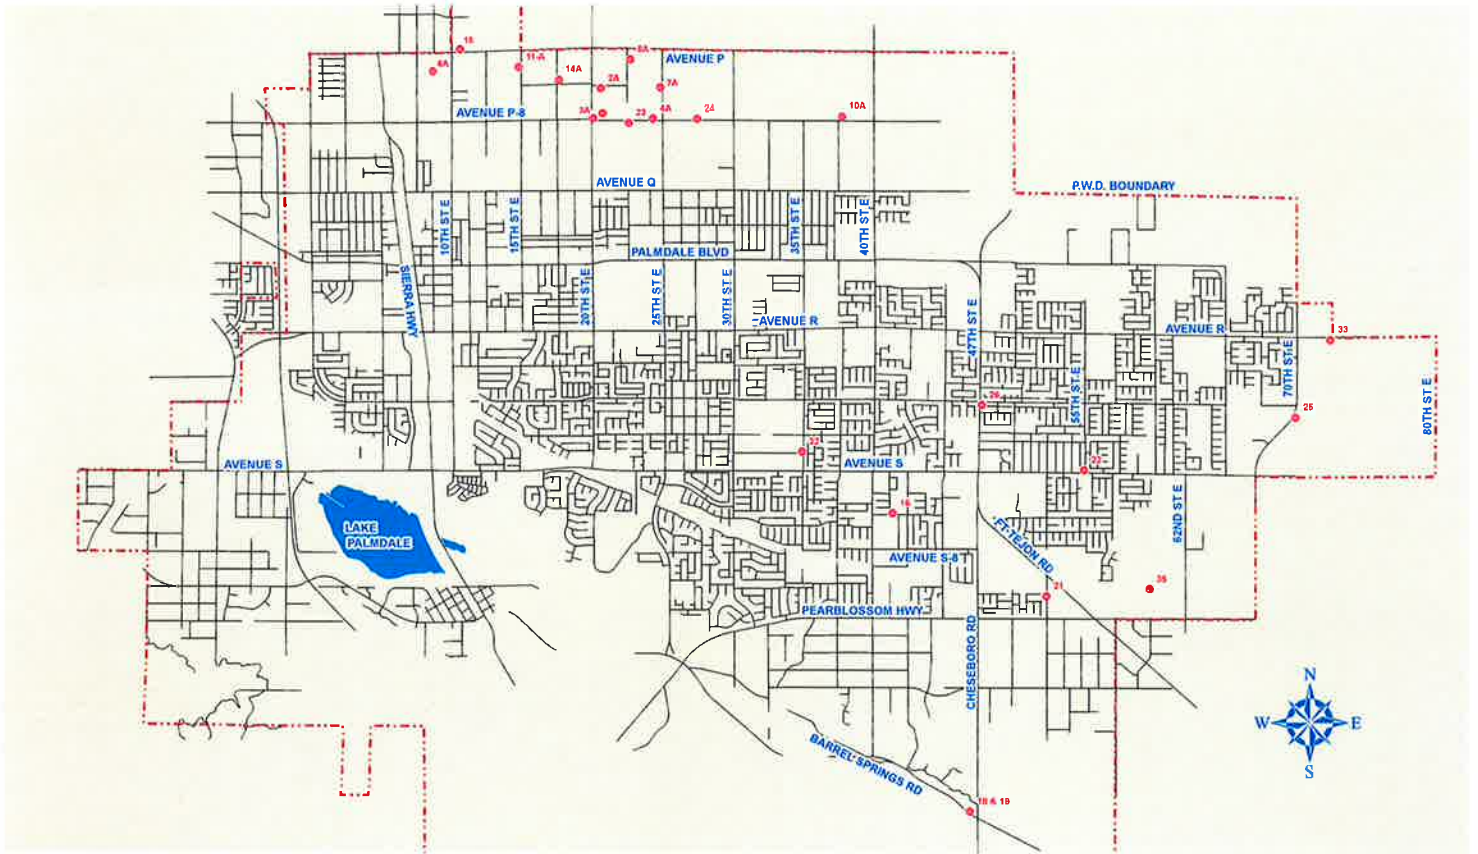 15
6A
11-A
8A
AVENUE P
14A
2A
7A
AVENUE P-8
3A
23
4A
24
10A
AVENUE Q
P.W.D. BOUNDARY
10TH ST E
15TH ST E
35TH ST E
40TH ST E
PALMDALE BLVD
SIERRA HWY
20TH ST E
25TH ST E
30TH ST E
AVENUE R
47TH ST E
AVENUE R
33
55TH ST E
70TH ST E
80TH ST E
26
25
AVENUE S
32
AVENUE S
22
LAKE
PALMDALE
16
62ND ST E
FT TEJON RD
AVENUE S-8
21
35
PEARBLOSSOM HWY
CHESEBORO RD
N
W
E
S
BARREL SPRINGS RD
18 & 19